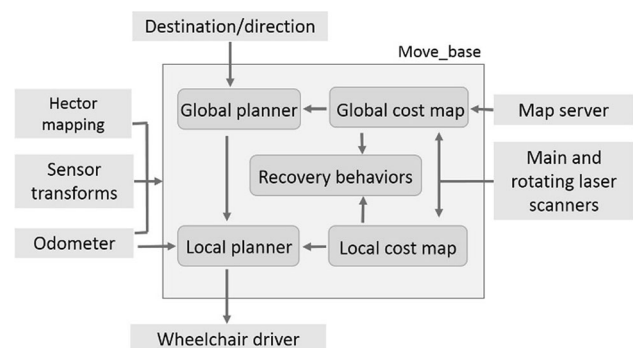 Destination/direction
Move_base
Hector
mapping
Global planner
Global cost map
Map server
Sensor
transforms
Recovery behaviors
Main and
rotating laser
scanners
Odometer
Local planner
Local cost map
Wheelchair driver